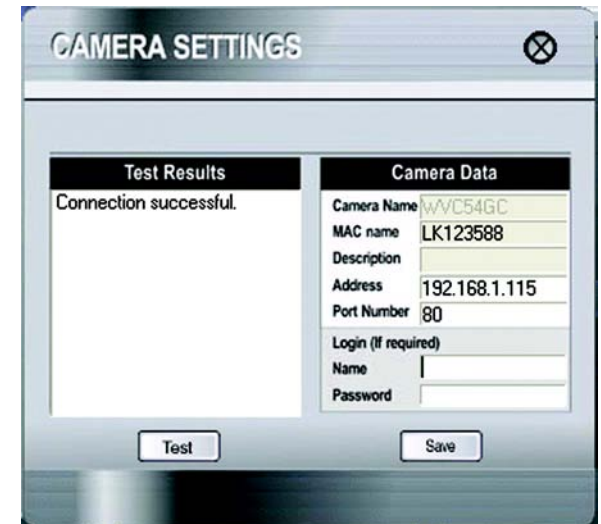 CAMERA SETTINGS
Test Results
Connection successful.
Test
Camera Data
Camera Name WVC54GC
MAC name LK123588
Description
Address 192.168.1.115
Port Number 80
Login (If required)
Name
Password
Save